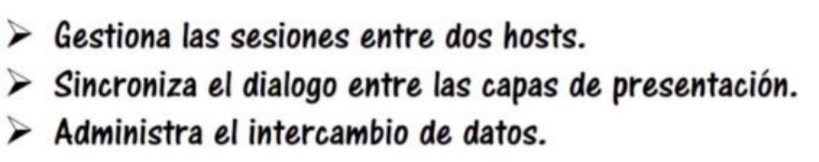 ➢ Gestiona las sesiones entre dos hosts.
➢ Sincroniza el dialogo entre las capas de presentación.
➢ Administra el intercambio de datos.